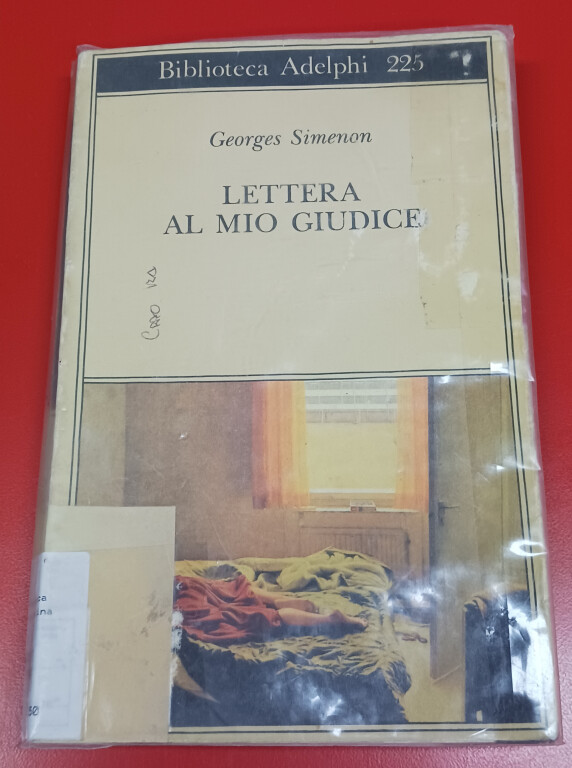 Biblioteca Adelphi 225
Georges Simenon
LETTERA
AL MIO GIUDICE